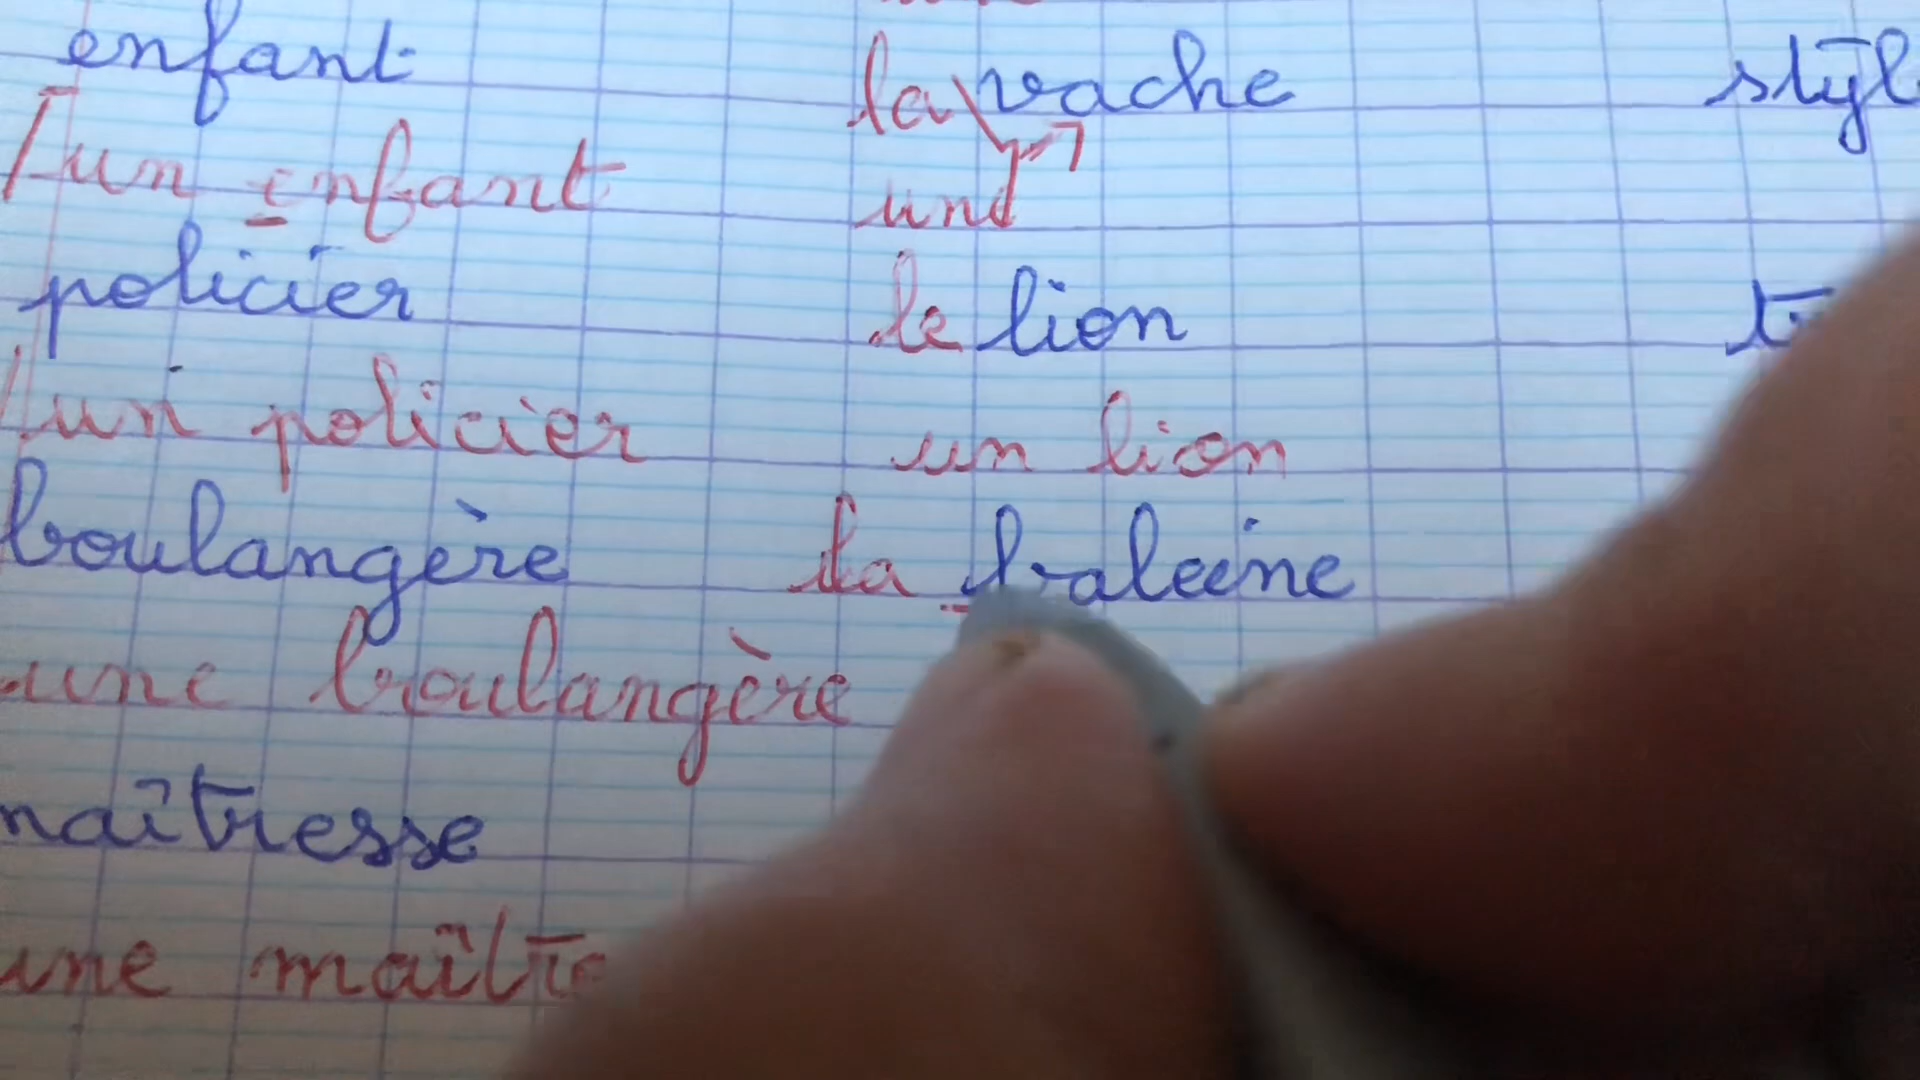 enfant
un enfant
policier
un policier
boulangère
une boulangère
maîtresse
une
la vache
une
le lion
un lion
la baleine